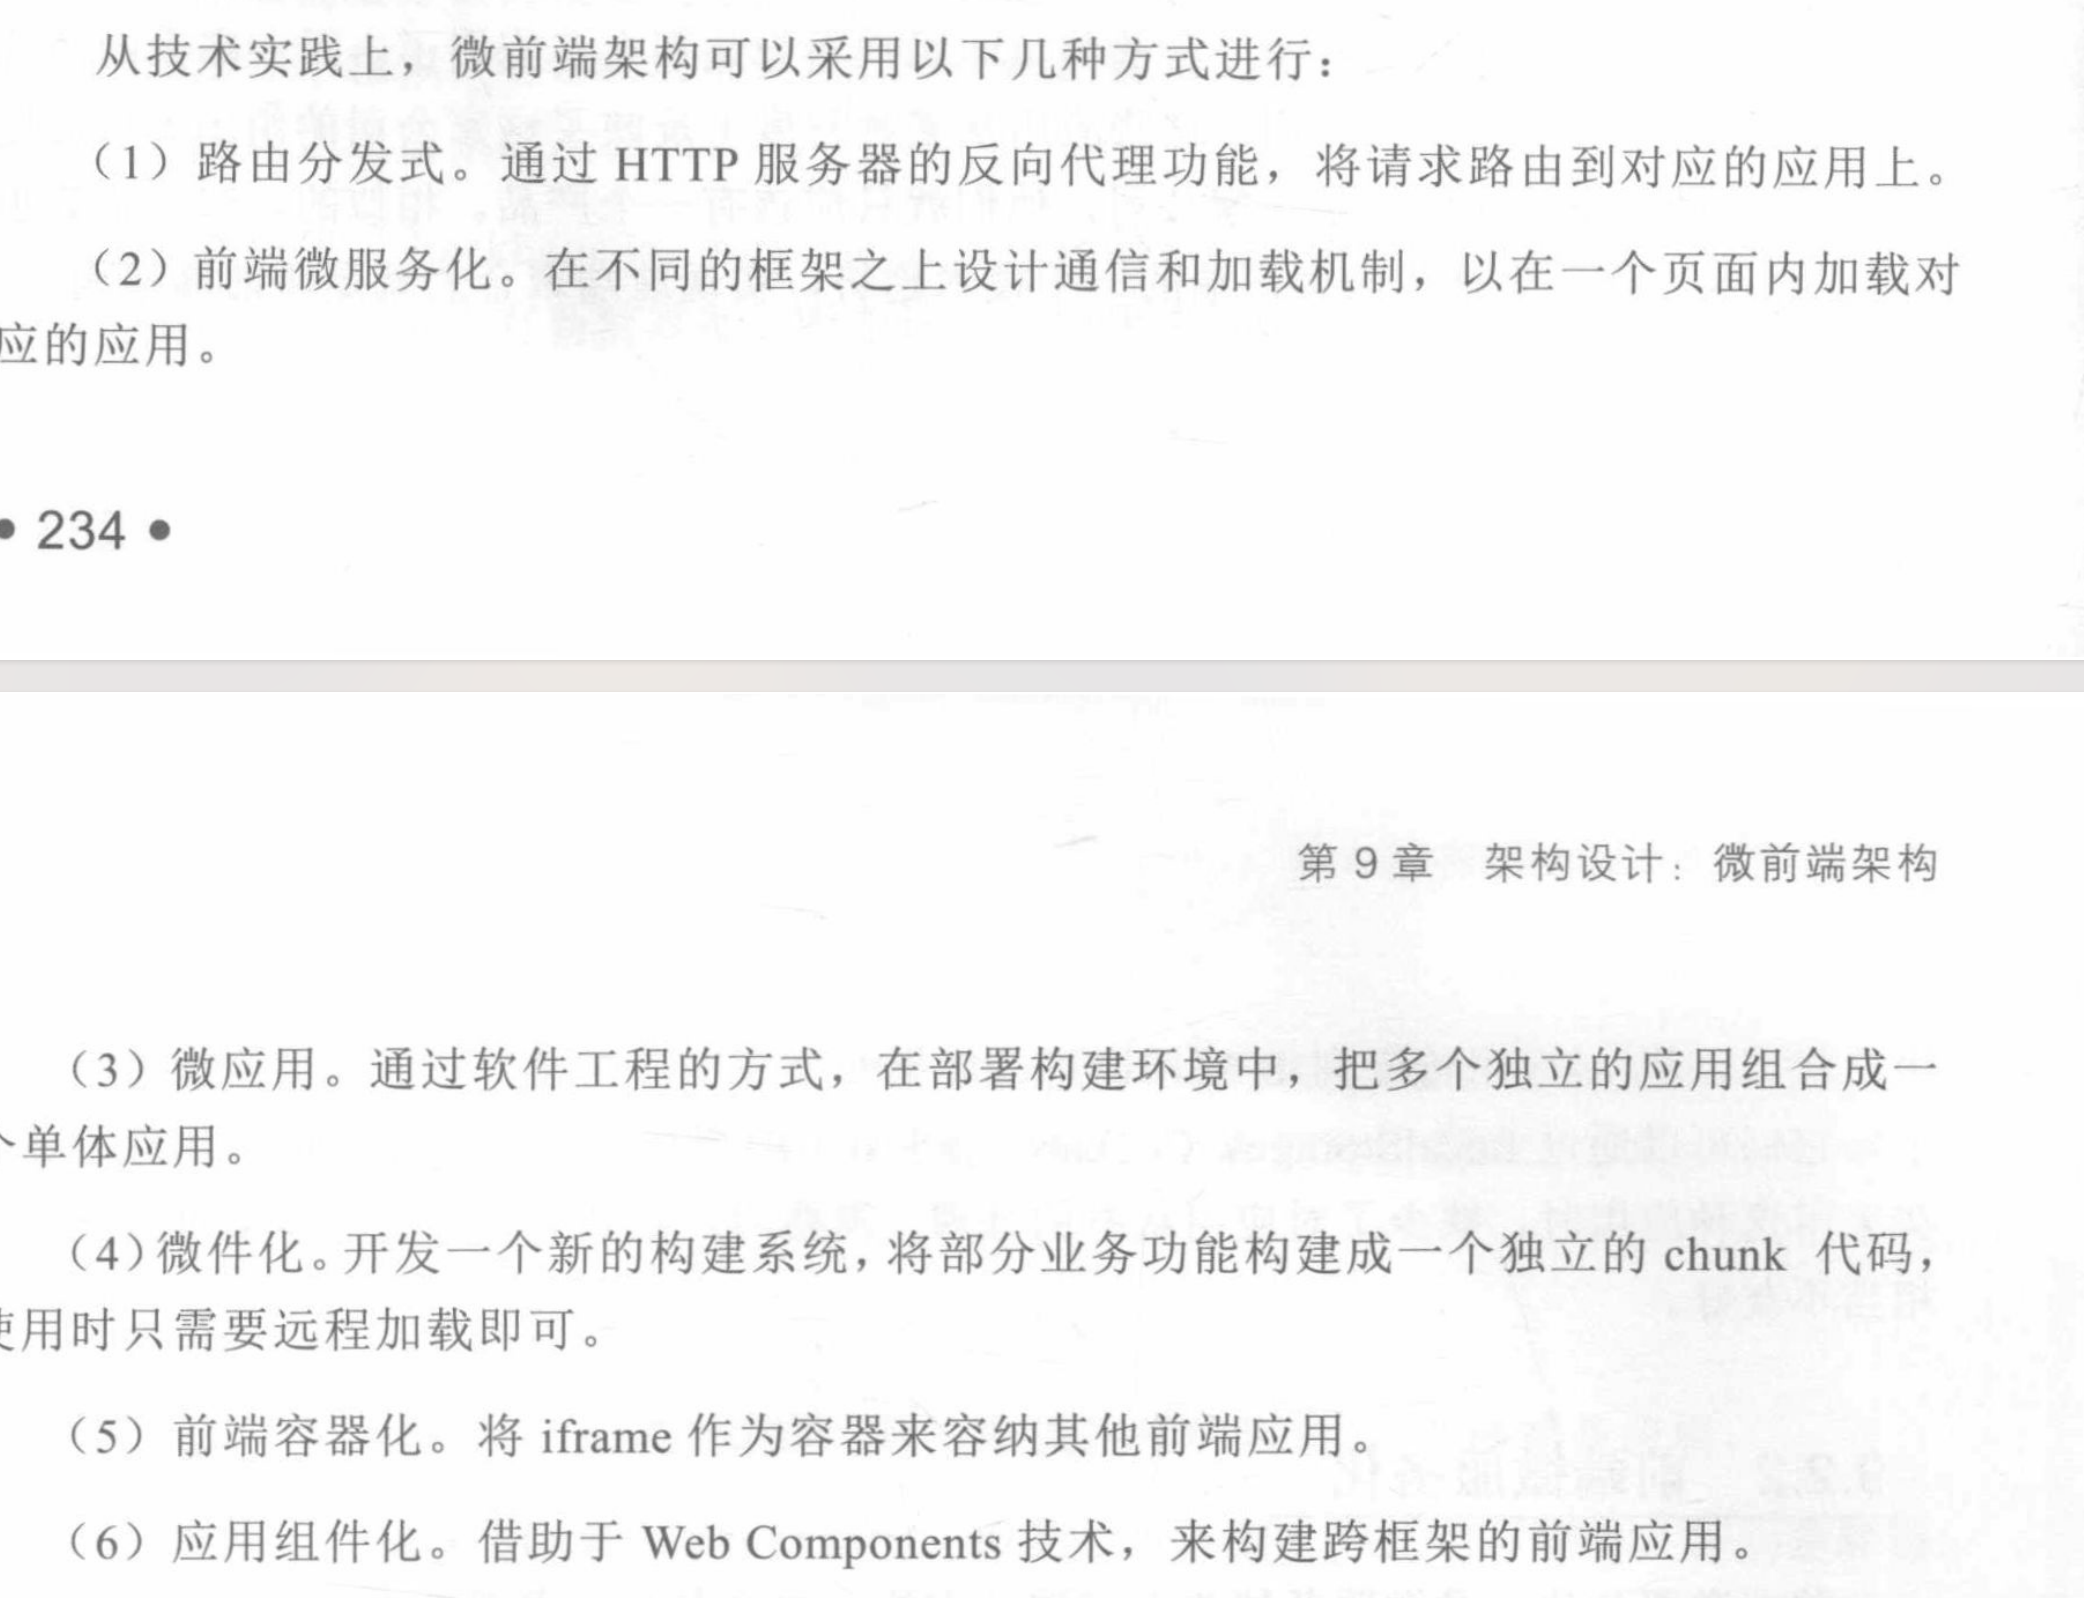 从技术实践上，微前端架构可以采用以下几种方式进行：
（1）路由分发式。通过 HTTP 服务器的反向代理功能，将请求路由到对应的应用上。
（2）前端微服务化。在不同的框架之上设计通信和加载机制，以在一个页面内加载对
应的应用。
• 234 •
第 9 章　架构设计：微前端架构
（3）微应用。通过软件工程的方式，在部署构建环境中，把多个独立的应用组合成一
个单体应用。
（4）微件化。开发一个新的构建系统，将部分业务功能构建成一个独立的 chunk 代码，
使用时只需要远程加载即可。
（5）前端容器化。将 iframe 作为容器来容纳其他前端应用。
（6）应用组件化。借助于 Web Components 技术，来构建跨框架的前端应用。